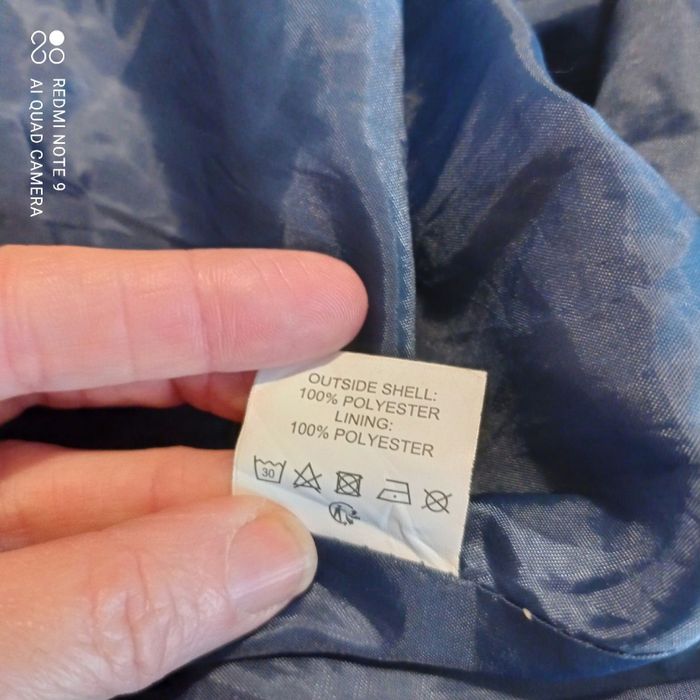 REDMI NOTE 9
AI QUAD CAMERA
OUTSIDE SHELL:
100% POLYESTER
LINING:
100% POLYESTER
30